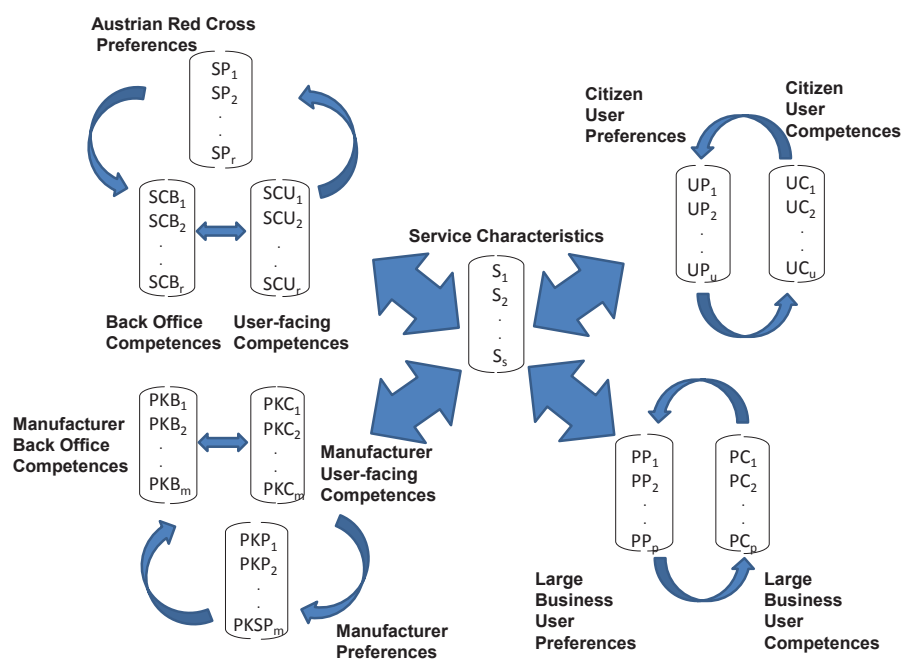 Austrian Red Cross
Preferences
SP1
SP2
.
.
SPr
SCB1
SCB2
.
.
SCBr
SCU1
SCU2
.
.
SCUr
Back Office
Competences
User-facing
Competences
Service Characteristics
S1
S2
.
.
Ss
Citizen
User
Preferences
Citizen
User
Competences
UP1
UP2
.
.
UPu
UC1
UC2
.
.
UCu
Manufacturer
Back Office
Competences
PKB1
PKB2
.
.
PKBm
PKC1
PKC2
.
.
PKCm
Manufacturer
User-facing
Competences
PKP1
PKP2
.
.
PKSPm
Manufacturer
Preferences
PP1
PP2
.
.
PPp
PC1
PC2
.
.
PCp
Large
Business
User
Preferences
Large
Business
User
Competences